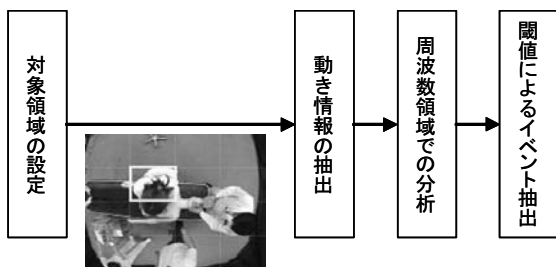 対象領域の設定
動き情報の抽出
周波数領域での分析
閾値によるイベント抽出